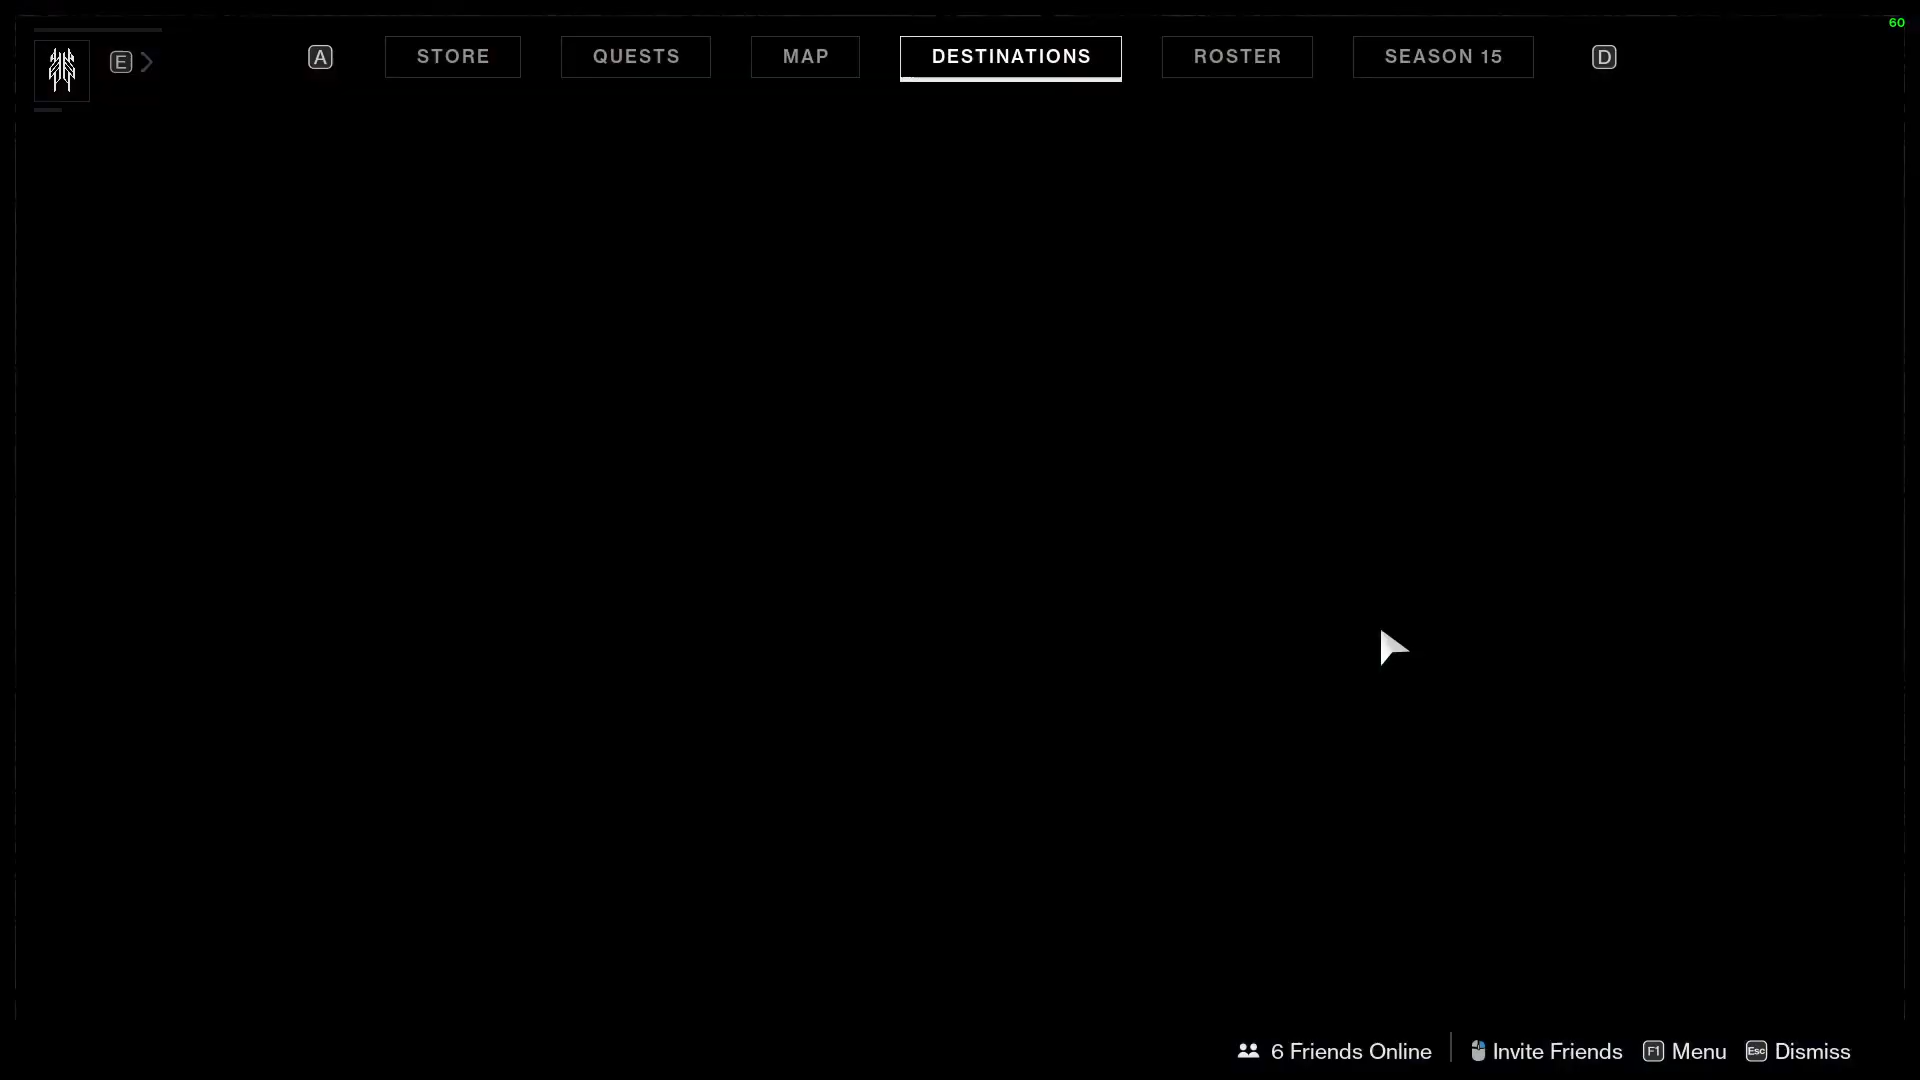 60
E
A
STORE
QUESTS
MAP
DESTINATIONS
ROSTER
SEASON 15
D
6 Friends Online
Invite Friends
F1 Menu
Esc Dismiss